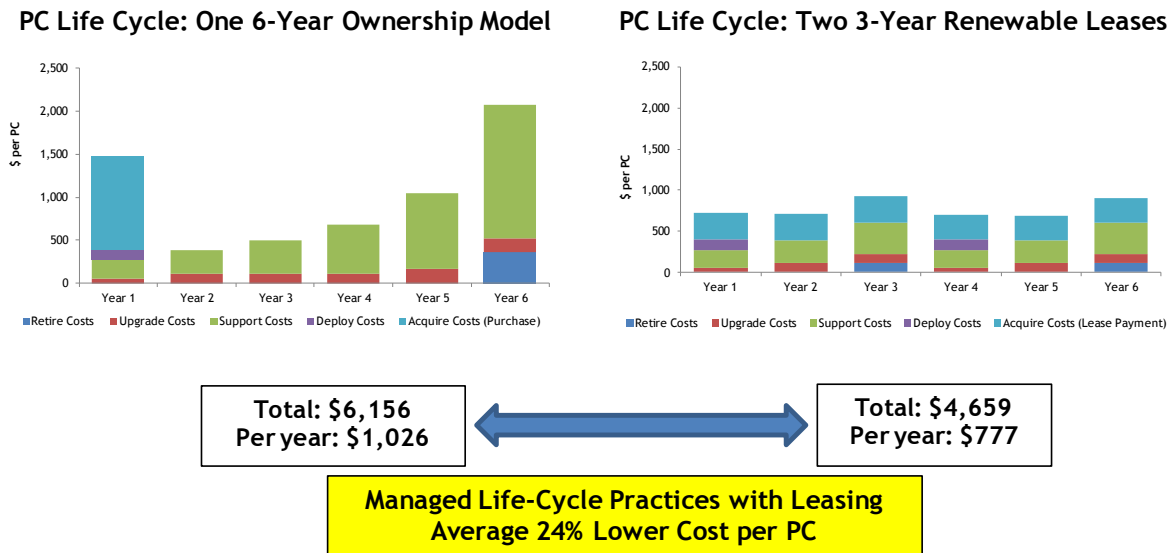 PC Life Cycle: One 6-Year Ownership Model
2,500
2,000
1,500
1,000
500
0
$ per PC
Year 1 Year 2 Year 3 Year 4 Year 5 Year 6
Retire Costs Upgrade Costs Support Costs Deploy Costs Acquire Costs (Purchase)
PC Life Cycle: Two 3-Year Renewable Leases
2,500
2,000
1,500
1,000
500
0
$ per PC
Year 1 Year 2 Year 3 Year 4 Year 5 Year 6
Retire Costs Upgrade Costs Support Costs Deploy Costs Acquire Costs (Lease Payment)
Total: $6,156
Per year: $1,026
Total: $4,659
Per year: $777
Managed Life-Cycle Practices with Leasing
Average 24% Lower Cost per PC